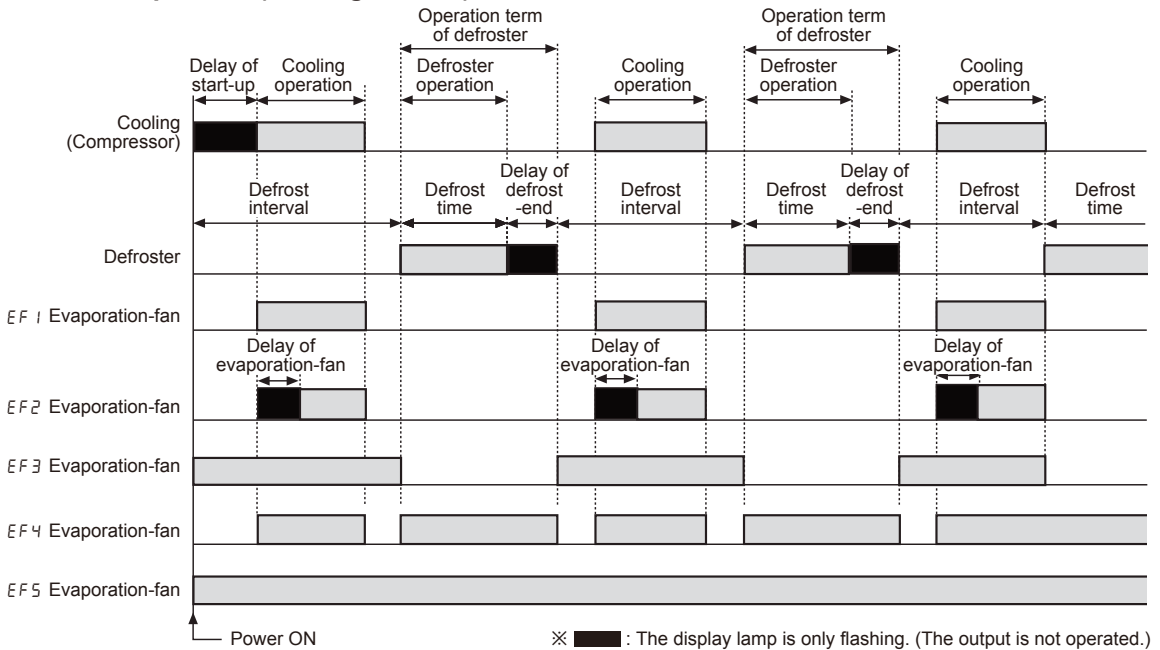 Operation term
of defroster
Operation term
of defroster
Delay of
start-up
Cooling
operation
Defroster
operation
Cooling
operation
Defroster
operation
Cooling
operation
Cooling
(Compressor)
Defrost
interval
Defrost
time
Delay of
defrost
-end
Defrost
interval
Defrost
time
Delay of
defrost
-end
Defrost
interval
Defrost
time
Defroster
EF1 Evaporation-fan
Delay of
evaporation-fan
Delay of
evaporation-fan
Delay of
evaporation-fan
EF2 Evaporation-fan
EF3 Evaporation-fan
EF4 Evaporation-fan
EF5 Evaporation-fan
Power ON
※ : The display lamp is only flashing. (The output is not operated.)